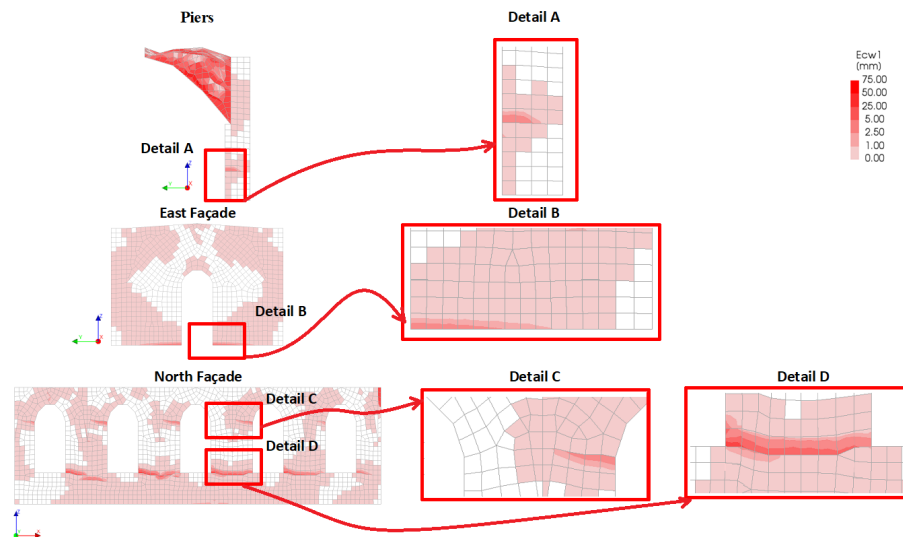 Piers
Detail A
Ecw1
(mm)
75.00
50.00
25.00
5.00
2.50
1.00
0.00
Detail A
Z
Y
X
East Façade
Detail B
Z
Y
X
Detail B
North Façade
Detail C
Detail D
Detail C
Detail D
Z
Y
X